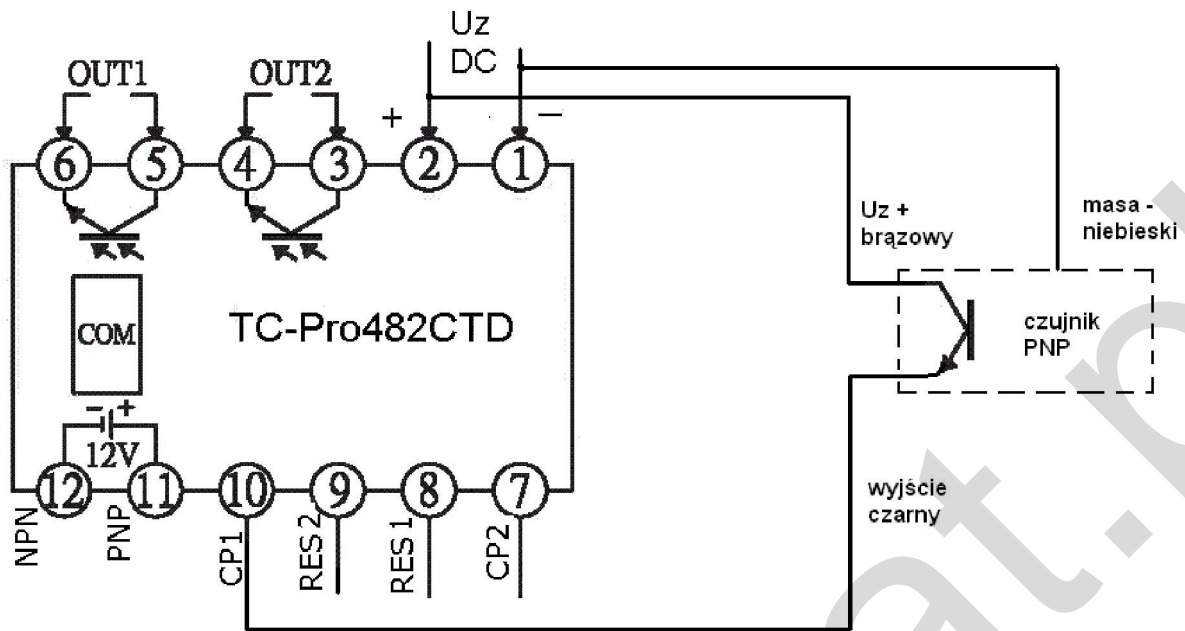 Uz
DC
OUT1
OUT2
+
—
6
5
4
3
2
1
Uz +
brązowy
masa -
niebieski
COM
TC-Pro482CTD
czujnik
PNP
- +
12V
12
11
10
9
8
7
NPN
PNP
CP1
RES 2
RES 1
CP2
wyjście
czarny
at.p